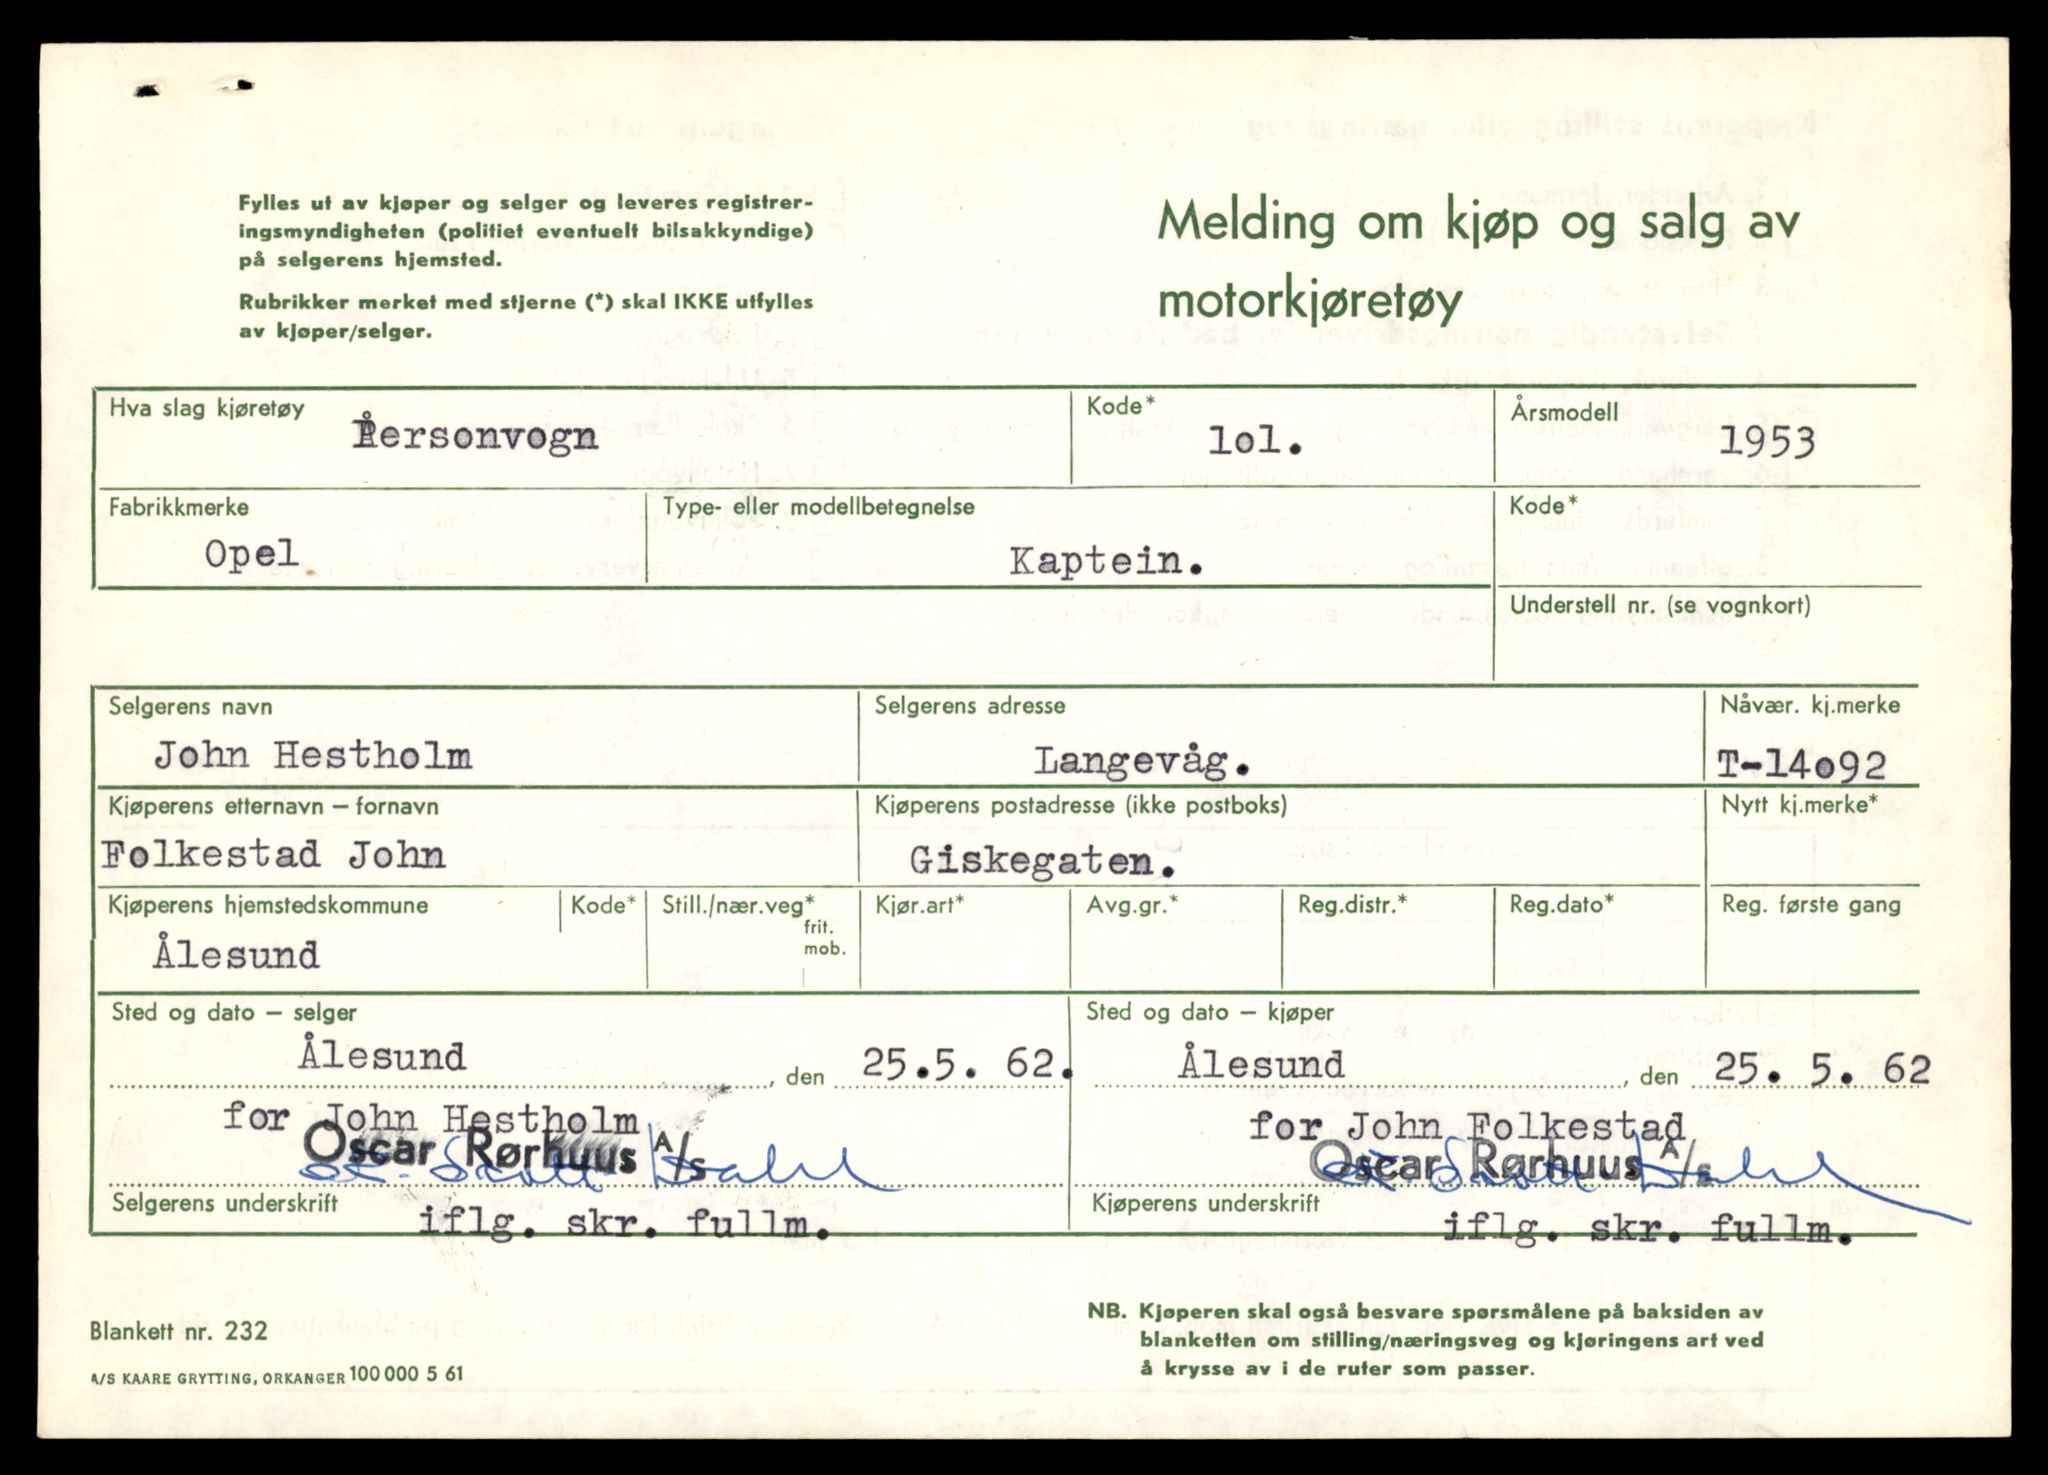 Fylles ut av kjøper og selger og leveres registrer-
ingsmyndigheten (politiet eventuelt bilsakkyndige)
på selgerens hjemsted.
Rubrikker merket med stjerne (*) skal IKKE utfylles
av kjøper/selger.
Melding om kjøp og salg av
motorkjøretøy
Hva slag kjøretøy
Personvogn
Kode*
lol.
Årsmodell
1953
Fabrikkmerke
Opel
Type- eller modellbetegnelse
Kaptein.
Kode*
Understell nr. (se vognkort)
Selgerens navn
John Hestholm
Selgerens adresse
Langevåg.
Nåvær. kj.merke
T-14o92
Kjøperens etternavn – fornavn
Folkestad John
Kjøperens postadresse (ikke postboks)
Giskegaten.
Nytt kj.merke*
Kjøperens hjemstedskommune
Ålesund
Kode*
Still./nær.veg*
frit.
mob.
Kjør.art*
Avg.gr.*
Reg.distr.*
Reg.dato*
Reg. første gang
Sted og dato – selger
Ålesund , den 25.5. 62.
for John Hestholm
Oscar Rørhuus A/s
Selgerens underskrift
iflg. skr. fullm.
Sted og dato – kjøper
Ålesund , den 25. 5. 62
for John Folkestad
Oscar Rørhuus A/s
Kjøperens underskrift
iflg. skr. fullm.
Blankett nr. 232
A/S KAARE GRYTTING, ORKANGER 100 000 5 61
NB. Kjøperen skal også besvare spørsmålene på baksiden av
blanketten om stilling/næringsveg og kjøringens art ved
å krysse av i de ruter som passer.